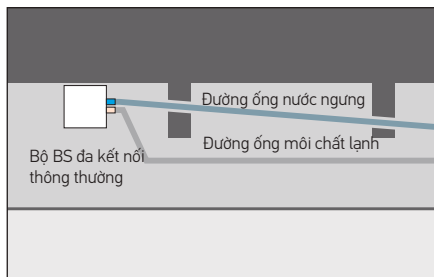 Đường ống nước ngưng
Đường ống môi chất lạnh
Bộ BS đa kết nối
thông thường